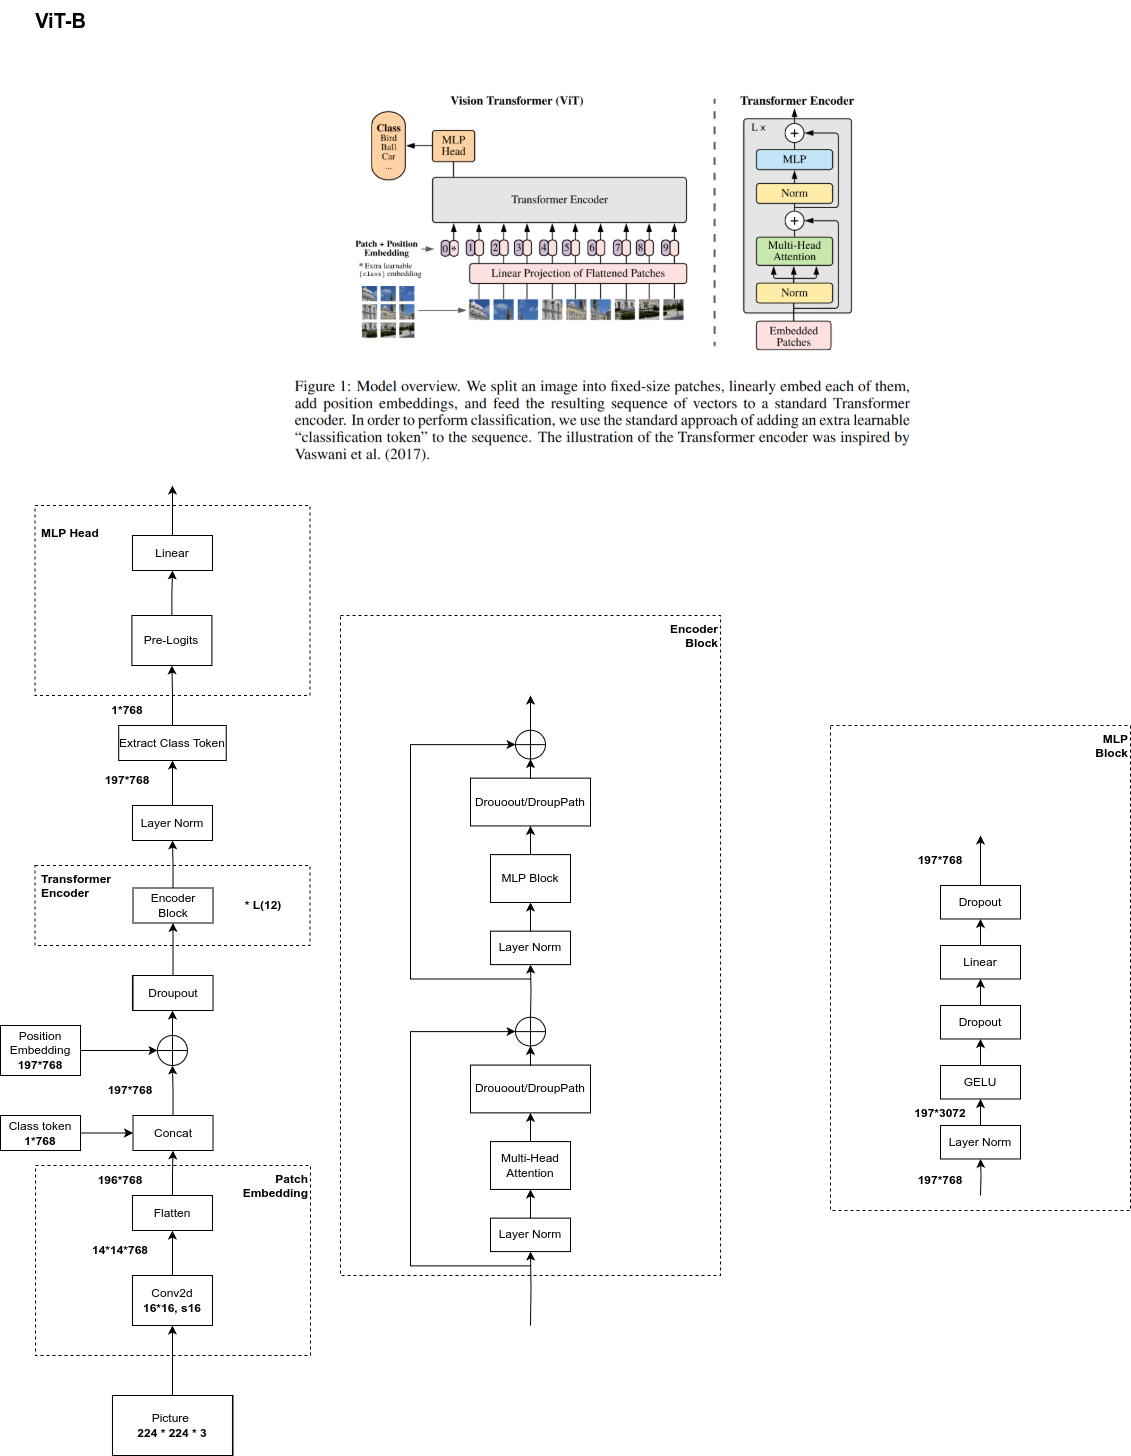 ViT-B
Vision Transformer (ViT)
Class
Bird
Ball
Car
...
MLP
Head
Transformer Encoder
Patch + Position
Embedding
* Extra learnable
[class] embedding
0 * 1 2 3 4 5 6 7 8 9
Linear Projection of Flattened Patches
Transformer Encoder
L ×
+
MLP
Norm
+
Multi-Head
Attention
Norm
Embedded
Patches
Figure 1: Model overview. We split an image into fixed-size patches, linearly embed each of them,
add position embeddings, and feed the resulting sequence of vectors to a standard Transformer
encoder. In order to perform classification, we use the standard approach of adding an extra learnable
“classification token” to the sequence. The illustration of the Transformer encoder was inspired by
Vaswani et al. (2017).
MLP Head
Linear
Pre-Logits
1*768
Extract Class Token
197*768
Layer Norm
Transformer
Encoder
Encoder
Block
* L(12)
Droupout
Position
Embedding
197*768
197*768
Class token
1*768
Concat
196*768
Patch
Embedding
Flatten
14*14*768
Conv2d
16*16, s16
Picture
224 * 224 * 3
Encoder
Block
Drouoout/DroupPath
MLP Block
Layer Norm
Drouoout/DroupPath
Multi-Head
Attention
Layer Norm
MLP
Block
197*768
Dropout
Linear
Dropout
GELU
197*3072
Layer Norm
197*768